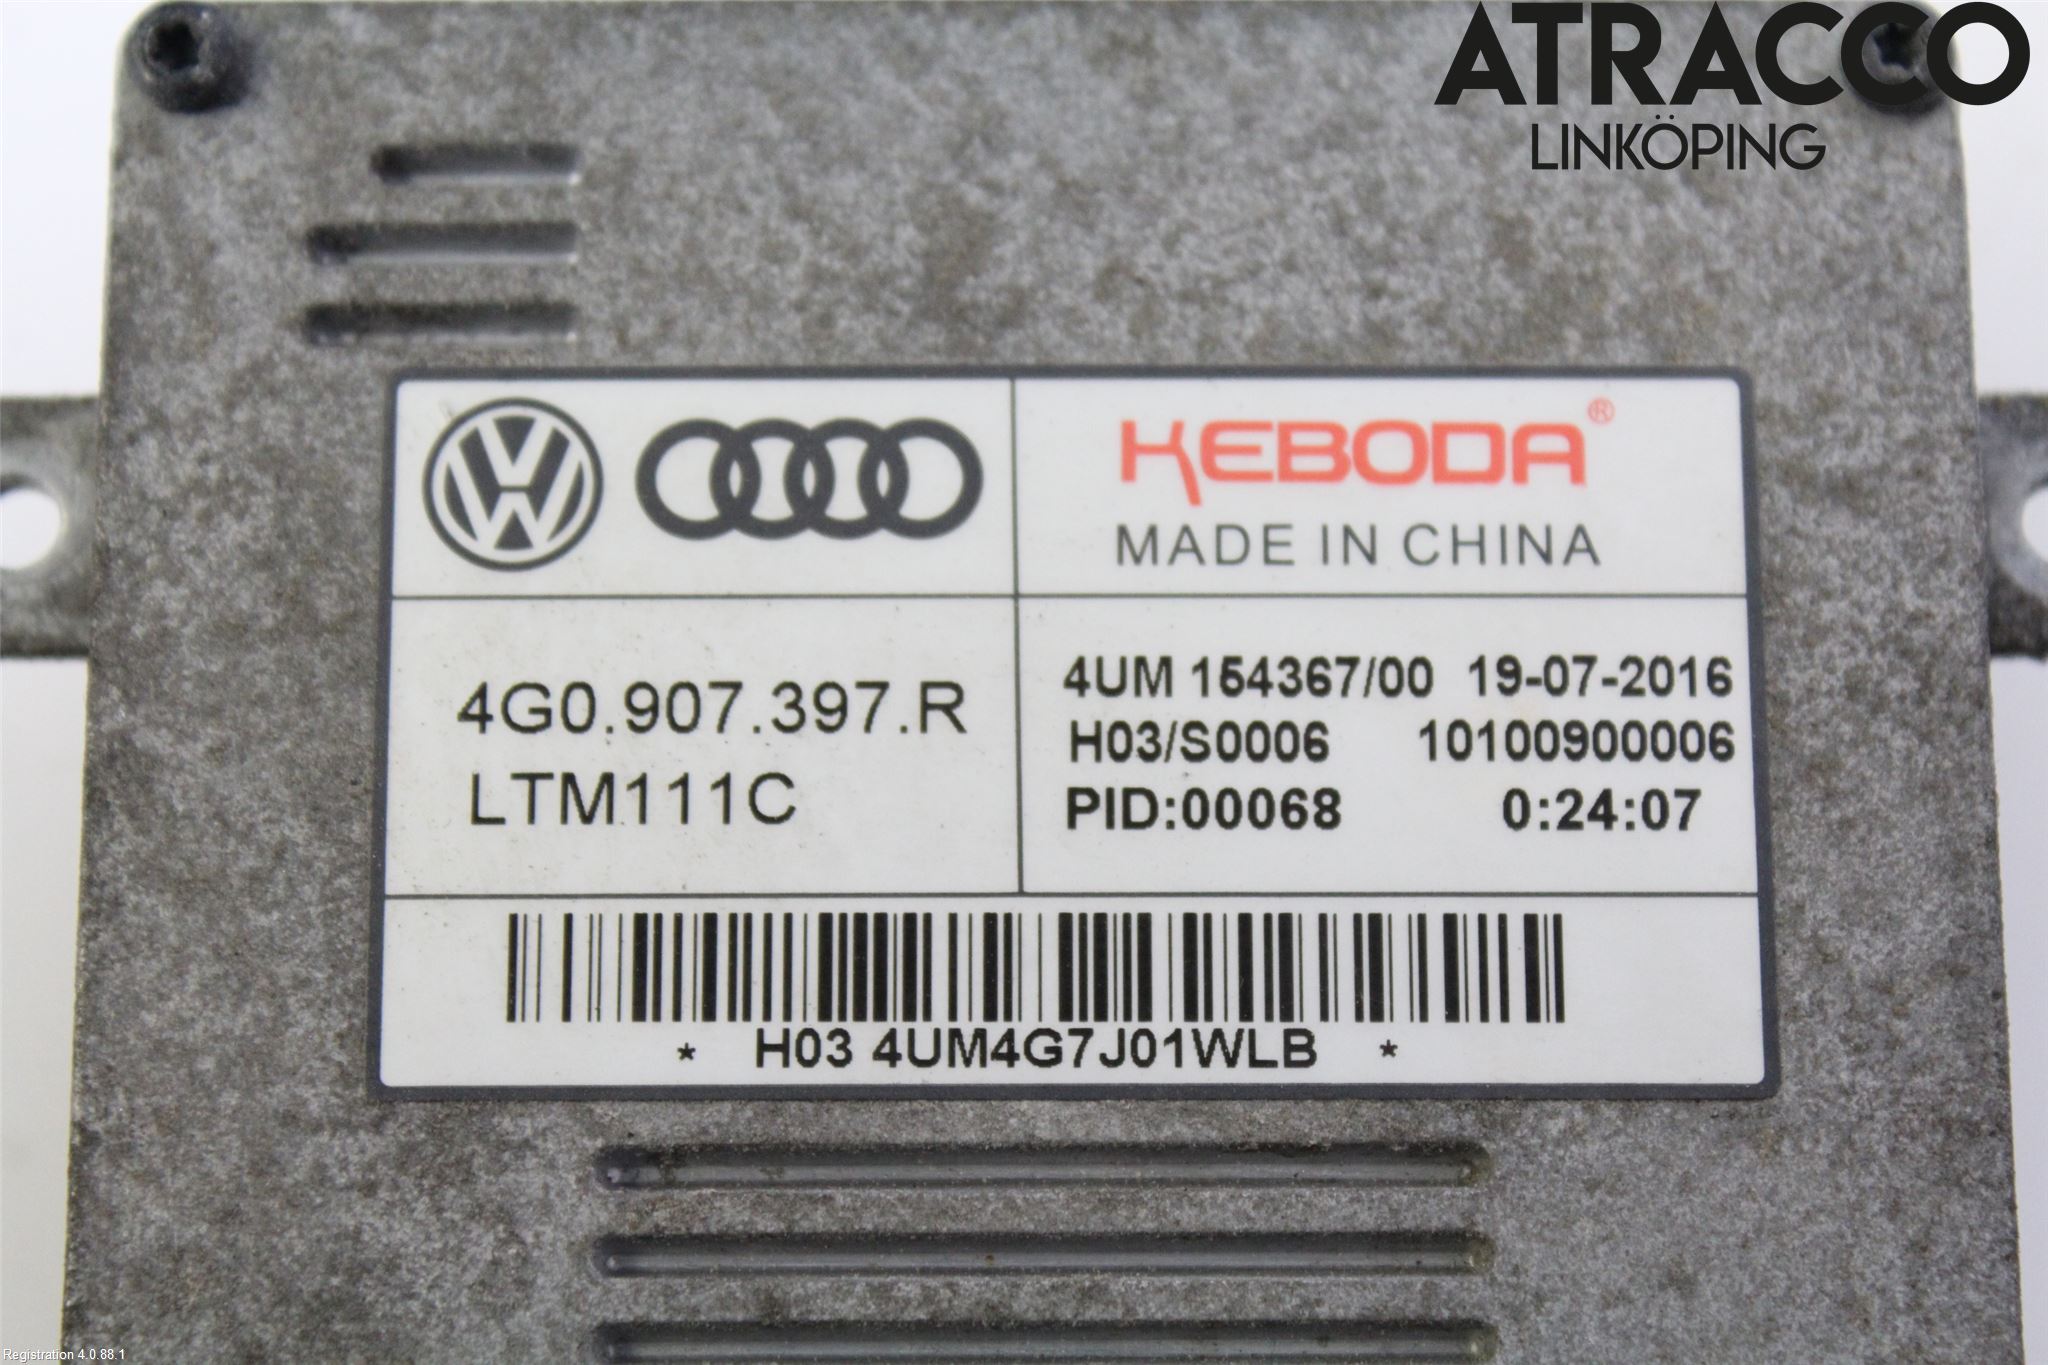 ATRACCO
LINKÖPING
KEBODA®
MADE IN CHINA
4G0.907.397.R
LTM111C
4UM 154367/00 19-07-2016
H03/S0006 10100900006
PID:00068 0:24:07
* H03 4UM4G7J01WLB *
Registration 4.0.88.1